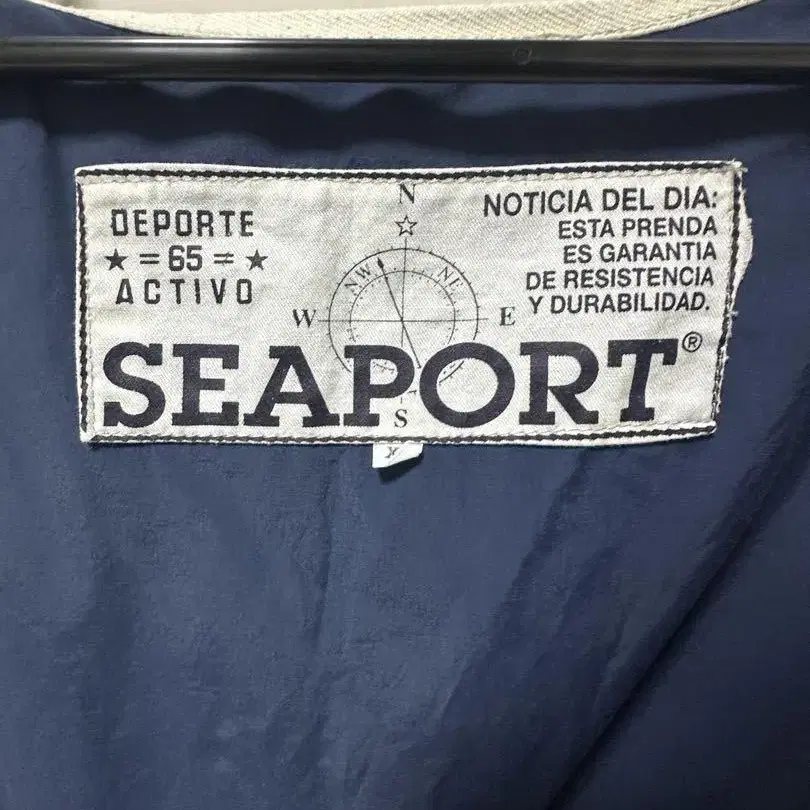 DEPORTE
★ = 65 = ★
ACTIVO
N
NW
NE
W
E
S
NOTICIA DEL DIA:
ESTA PRENDA
ES GARANTIA
DE RESISTENCIA
Y DURABILIDAD.
SEAPORT®